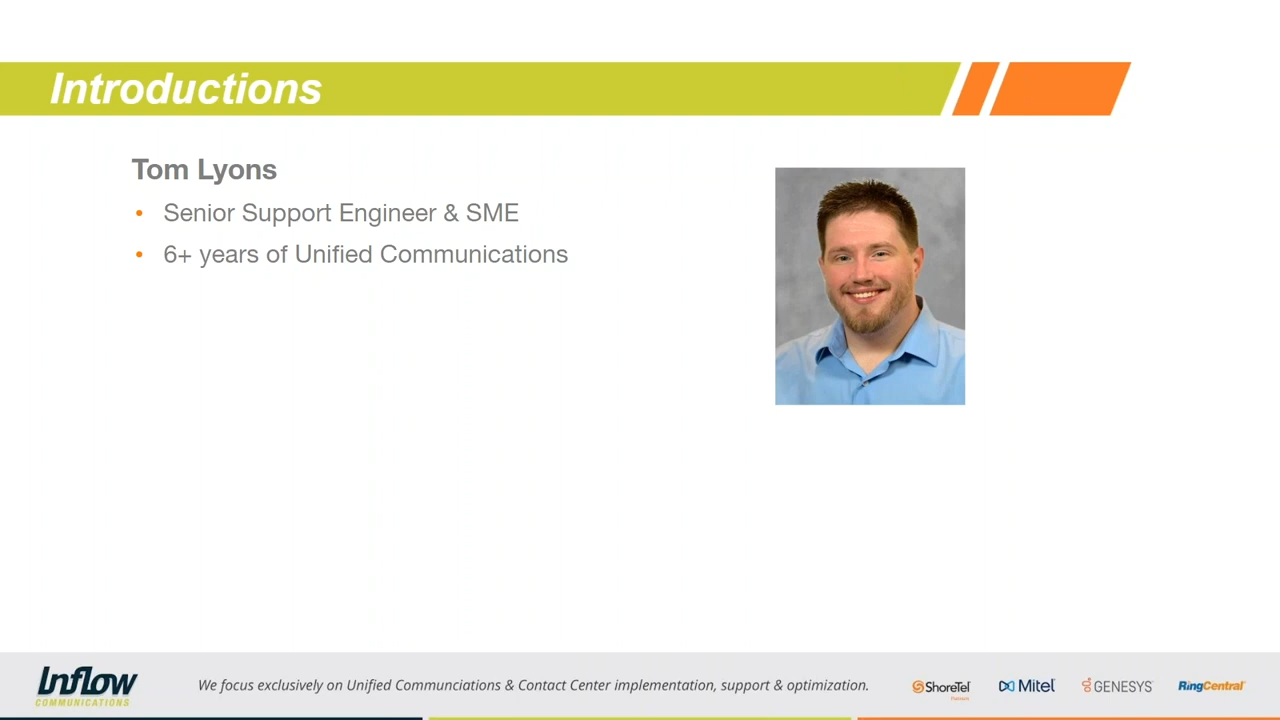 Introductions
Tom Lyons
• Senior Support Engineer & SME
• 6+ years of Unified Communications
Inflow
COMMUNICATIONS
We focus exclusively on Unified Communciations & Contact Center implementation, support & optimization.
ShoreTel
Mitel
GENESYS
RingCentral